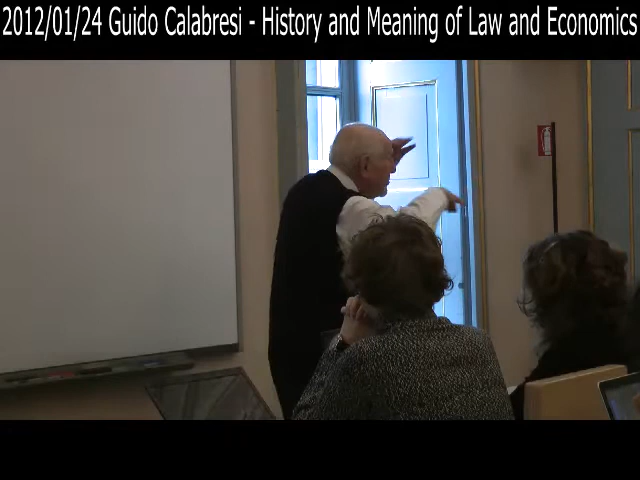 2012/01/24 Guido Calabresi - History and Meaning of Law and Economics